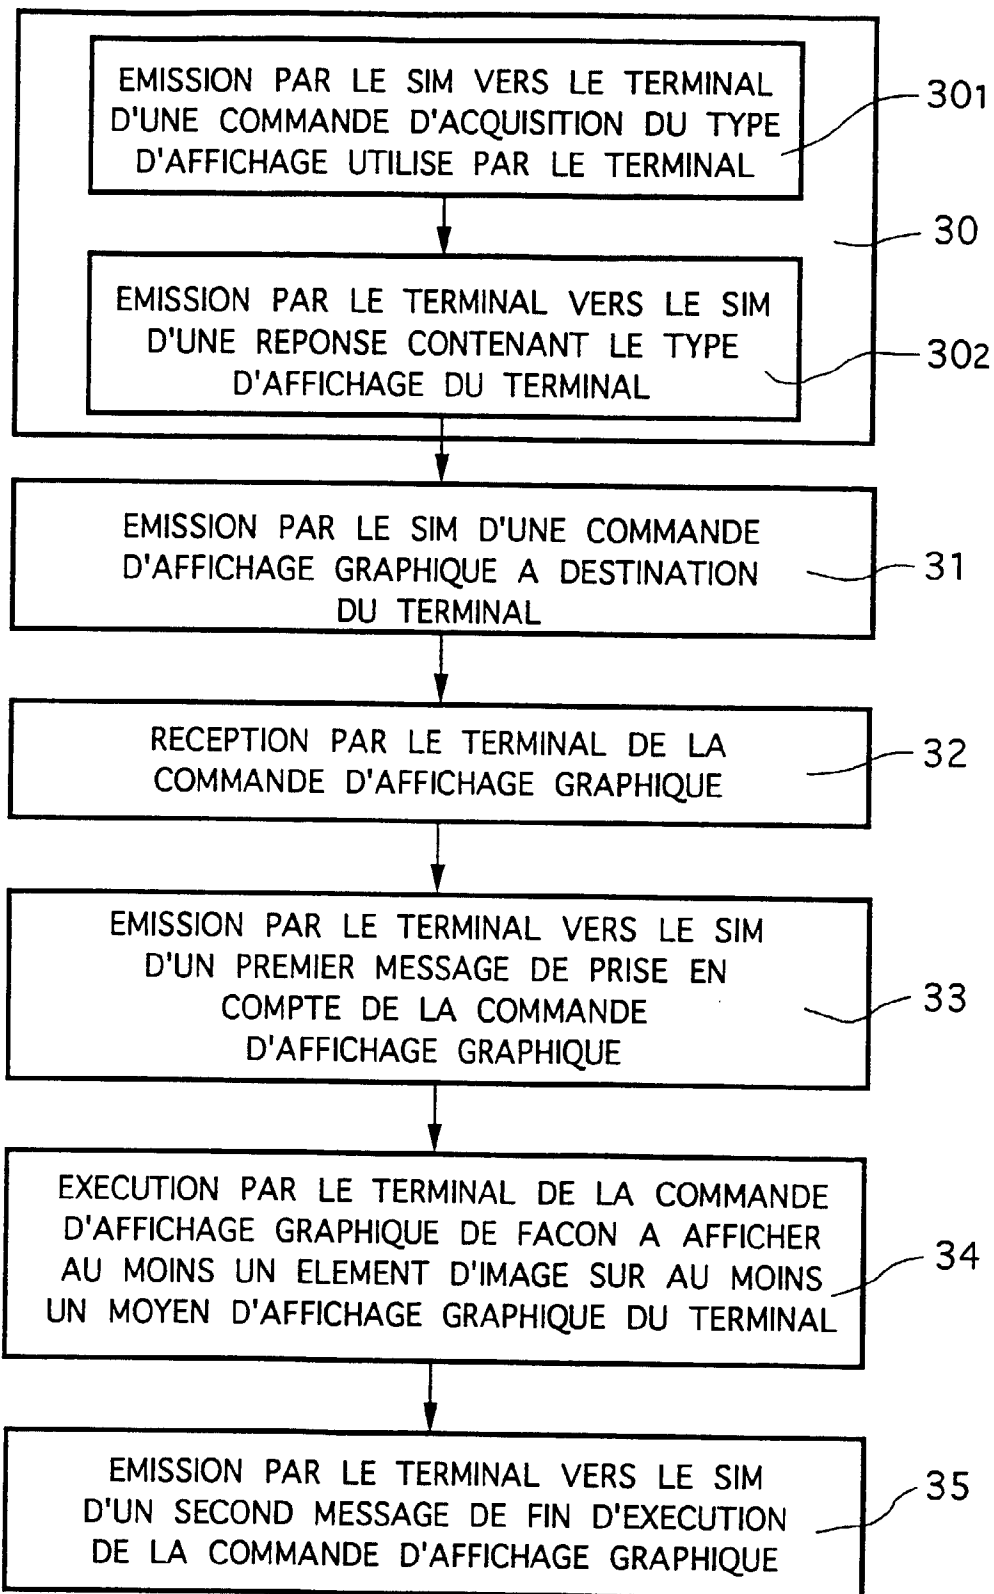 EMISSION PAR LE SIM VERS LE TERMINAL
D'UNE COMMANDE D'ACQUISITION DU TYPE
D'AFFICHAGE UTILISE PAR LE TERMINAL
301
30
EMISSION PAR LE TERMINAL VERS LE SIM
D'UNE REPONSE CONTENANT LE TYPE
D'AFFICHAGE DU TERMINAL
302
EMISSION PAR LE SIM D'UNE COMMANDE
D'AFFICHAGE GRAPHIQUE A DESTINATION
DU TERMINAL
31
RECEPTION PAR LE TERMINAL DE LA
COMMANDE D'AFFICHAGE GRAPHIQUE
32
EMISSION PAR LE TERMINAL VERS LE SIM
D'UN PREMIER MESSAGE DE PRISE EN
COMPTE DE LA COMMANDE
D'AFFICHAGE GRAPHIQUE
33
EXECUTION PAR LE TERMINAL DE LA COMMANDE
D'AFFICHAGE GRAPHIQUE DE FACON A AFFICHER
AU MOINS UN ELEMENT D'IMAGE SUR AU MOINS
UN MOYEN D'AFFICHAGE GRAPHIQUE DU TERMINAL
34
EMISSION PAR LE TERMINAL VERS LE SIM
D'UN SECOND MESSAGE DE FIN D'EXECUTION
DE LA COMMANDE D'AFFICHAGE GRAPHIQUE
35